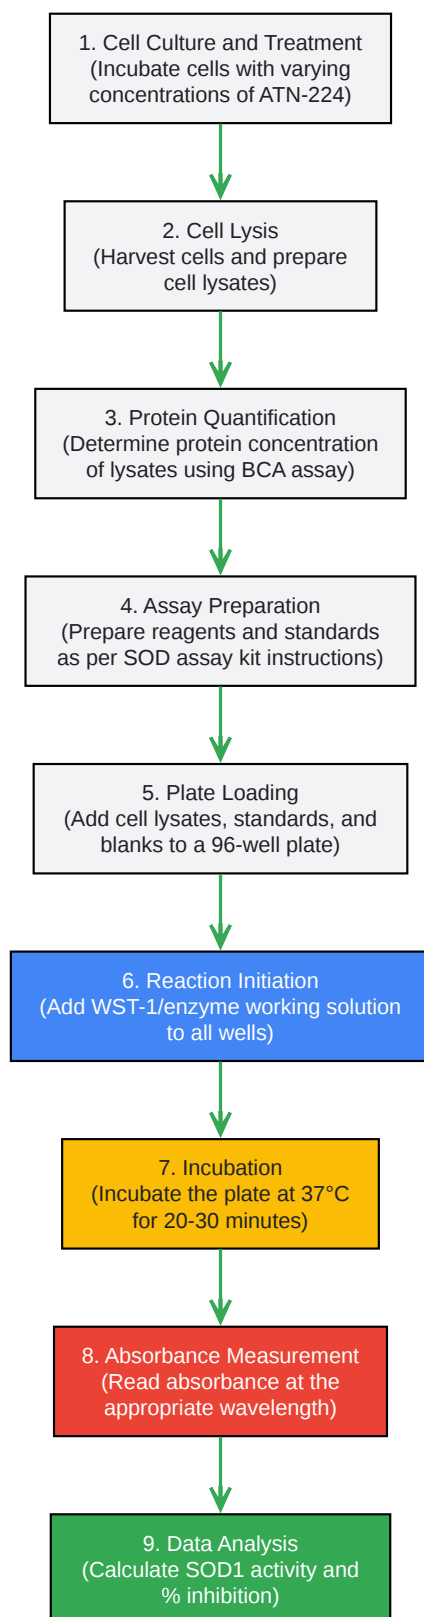 1. Cell Culture and Treatment
(Incubate cells with varying
concentrations of ATN-224)
2. Cell Lysis
(Harvest cells and prepare
cell lysates)
3. Protein Quantification
(Determine protein concentration
of lysates using BCA assay)
4. Assay Preparation
(Prepare reagents and standards
as per SOD assay kit instructions)
5. Plate Loading
(Add cell lysates, standards, and
blanks to a 96-well plate)
6. Reaction Initiation
(Add WST-1/enzyme working solution
to all wells)
7. Incubation
(Incubate the plate at 37°C
for 20-30 minutes)
8. Absorbance Measurement
(Read absorbance at the
appropriate wavelength)
9. Data Analysis
(Calculate SOD1 activity and
% inhibition)